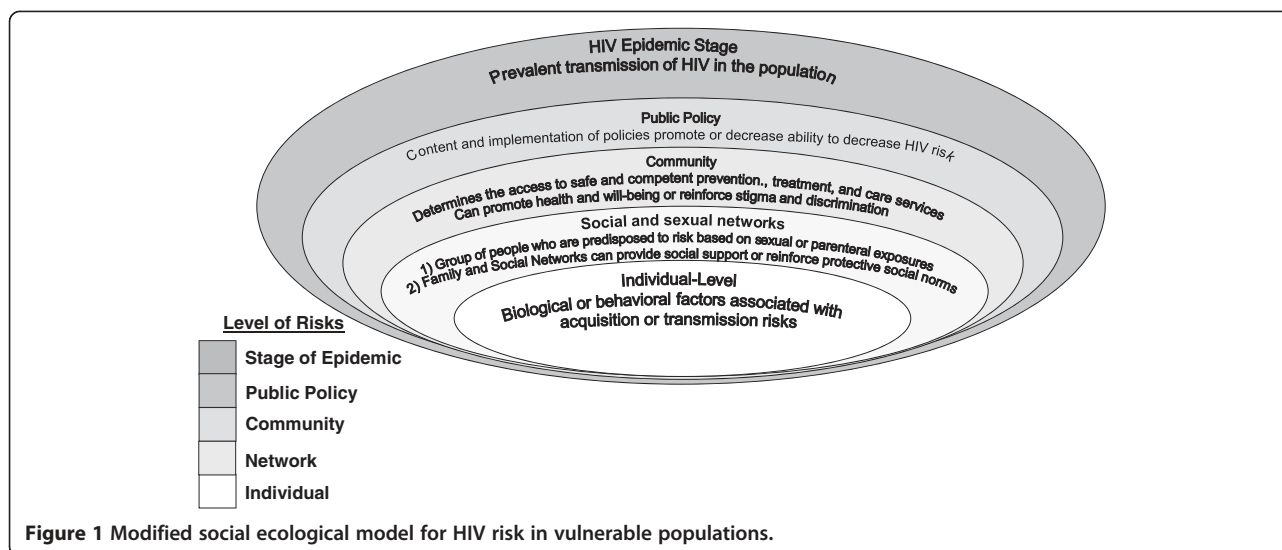 HIV Epidemic Stage
Prevalent transmission of HIV in the population
Public Policy
Content and implementation of policies promote or decrease ability to decrease HIV risk
Community
Determines the access to safe and competent prevention., treatment, and care services
Can promote health and will-being or reinforce stigma and discrimination
Social and sexual networks
1) Group of people who are predisposed to risk based on sexual or parenteral exposures
2) Family and Social Networks can provide social support or reinforce protective social norms
Individual-Level
Biological or behavioral factors associated with
acquisition or transmission risks
Level of Risks
Stage of Epidemic
Public Policy
Community
Network
Individual
Figure 1 Modified social ecological model for HIV risk in vulnerable populations.